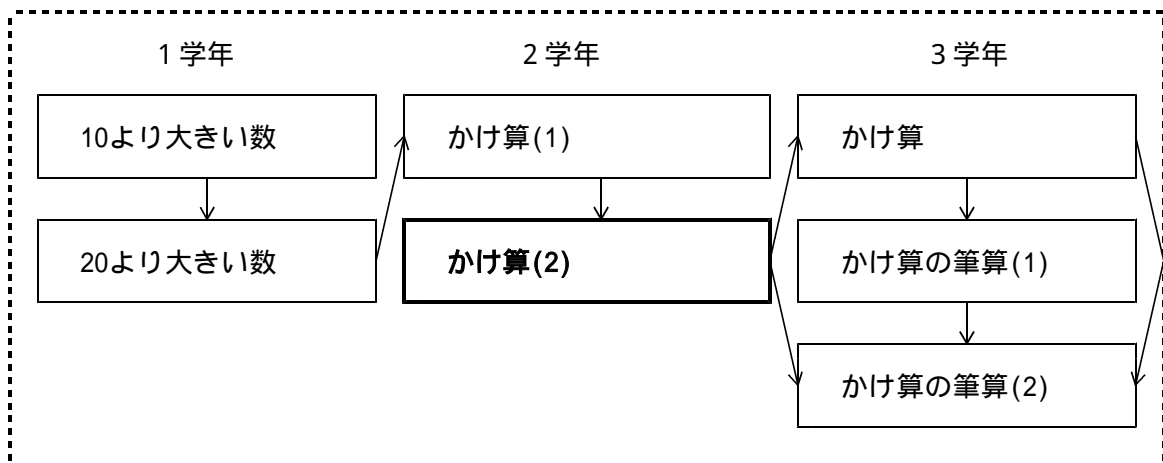 1学年
10より大きい数
20より大きい数
2学年
かけ算(1)
かけ算(2)
3学年
かけ算
かけ算の筆算(1)
かけ算の筆算(2)